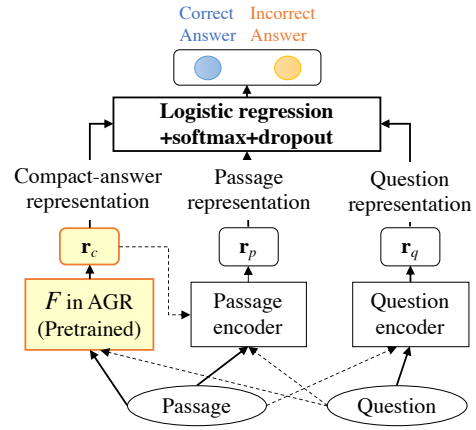 Correct Answer
Incorrect Answer
Logistic regression
+softmax+dropout
Compact-answer
representation
Passage
representation
Question
representation
r_c
r_p
r_q
F in AGR
(Pretrained)
Passage
encoder
Question
encoder
Passage
Question